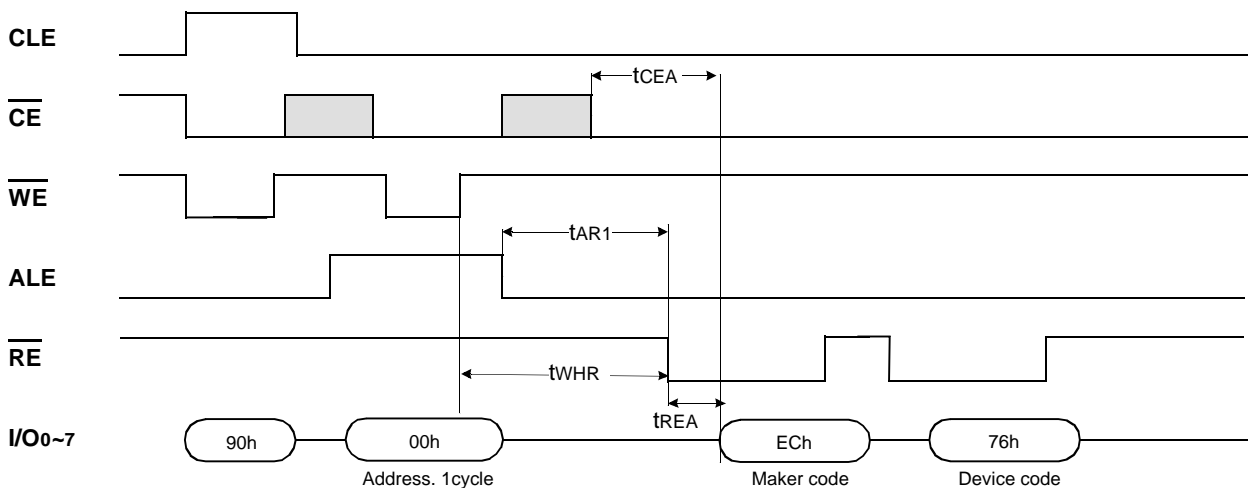 CLE
tCEA
CE
WE
tAR1
ALE
RE
tWHR
tREA
I/O0~7
90h
00h
ECh
76h
Address. 1cycle
Maker code
Device code